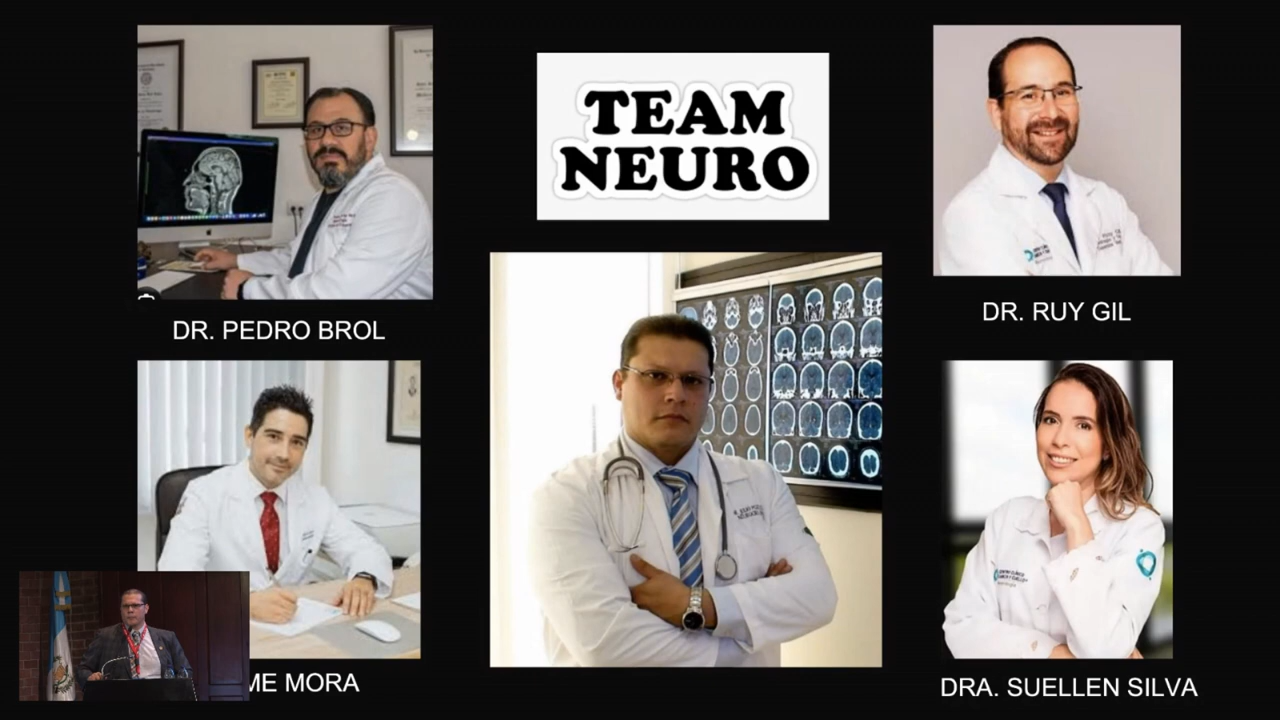 TEAM
NEURO
DR. PEDRO BROL
DR. RUY GIL
ME MORA
DRA. SUELLEN SILVA